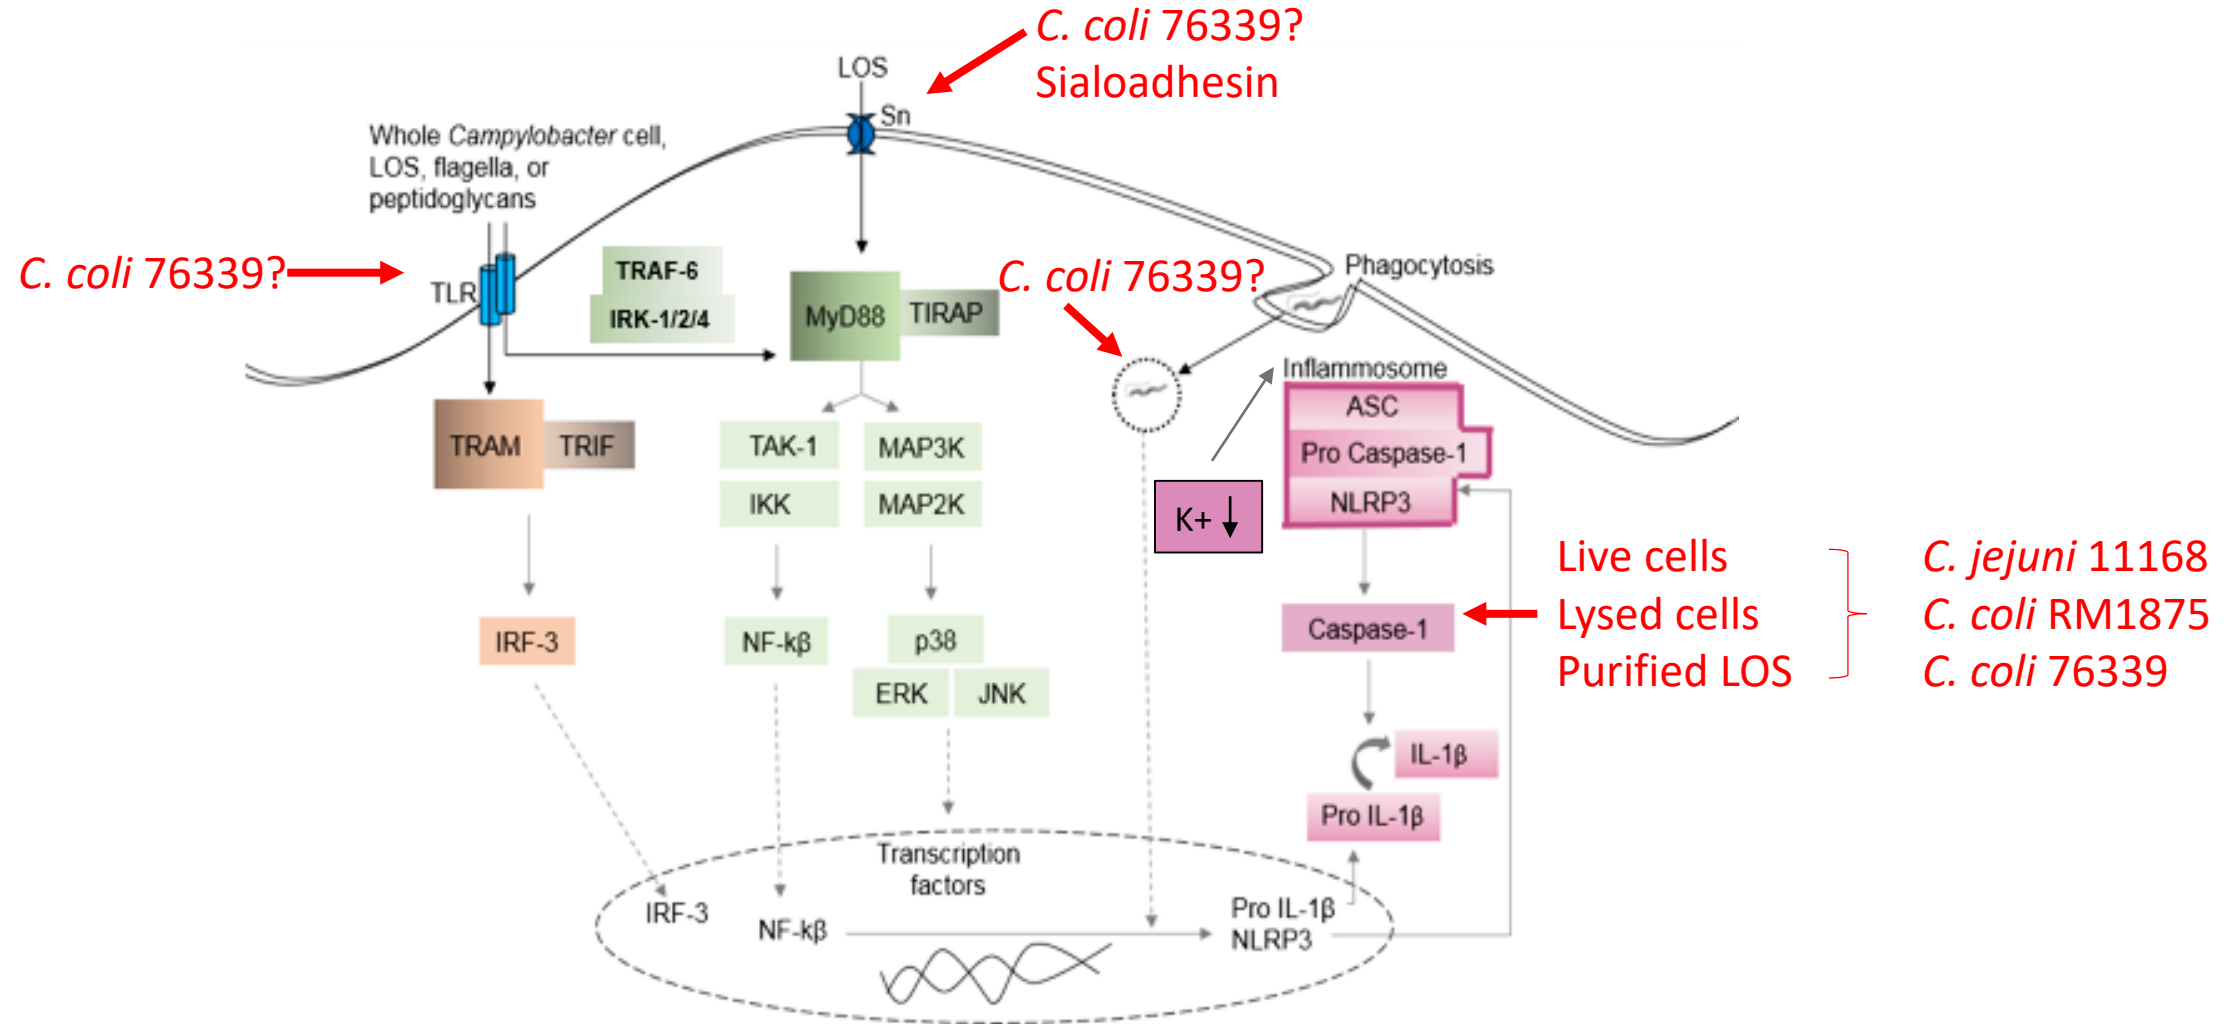 C. coli 76339?
Sialoadhesin
LOS
Sn
Whole Campylobacter cell,
LOS, flagella, or
peptidoglycans
C. coli 76339?
TLR
TRAF-6
IRK-1/2/4
MyD88
TIRAP
C. coli 76339?
Phagocytosis
TRAM
TRIF
TAK-1
IKK
MAP3K
MAP2K
K+
Inflammosome
ASC
Pro Caspase-1
NLRP3
IRF-3
NF-kβ
p38
ERK
JNK
Caspase-1
Live cells
Lysed cells
Purified LOS
C. jejuni 11168
C. coli RM1875
C. coli 76339
IL-1β
Pro IL-1β
Transcription
factors
IRF-3
NF-kβ
Pro IL-1β
NLRP3